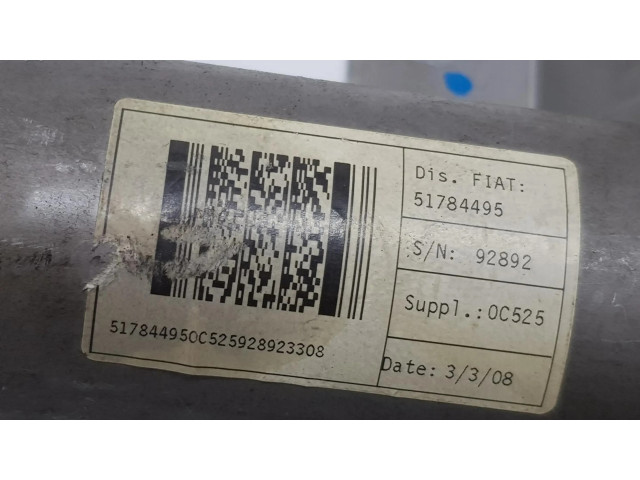 Dis. FIAT:
51784495
S/N: 92892
Suppl.: 0C525
Date: 3/3/08
517844950C525928923308